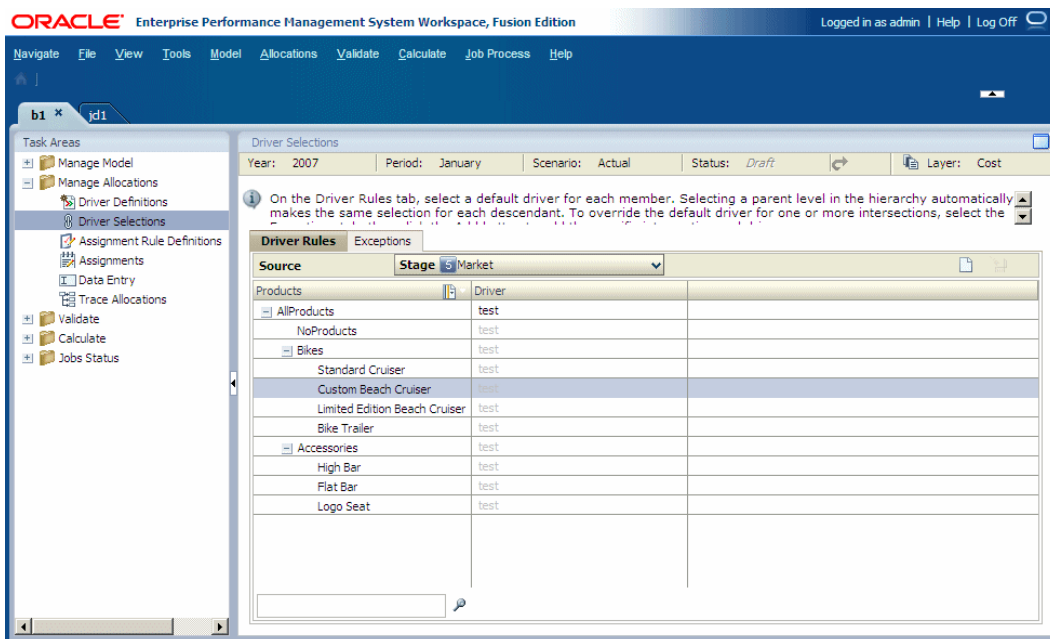 ORACLE Enterprise Performance Management System Workspace, Fusion Edition Logged in as admin | Help | Log Off
Navigate File View Tools Model Allocations Validate Calculate Job Process Help
b1 jd1
Task Areas
Manage Model
Manage Allocations
Driver Definitions
Driver Selections
Assignment Rule Definitions
Assignments
Data Entry
Trace Allocations
Validate
Calculate
Jobs Status
Driver Selections
Year: 2007 Period: January Scenario: Actual Status: Draft Layer: Cost
On the Driver Rules tab, select a default driver for each member. Selecting a parent level in the hierarchy automatically
makes the same selection for each descendant. To override the default driver for one or more intersections, select the
Driver Rules Exceptions
Source Stage 5 Market
Products Driver
AllProducts test
NoProducts test
Bikes test
Standard Cruiser test
Custom Beach Cruiser test
Limited Edition Beach Cruiser test
Bike Trailer test
Accessories test
High Bar test
Flat Bar test
Logo Seat test